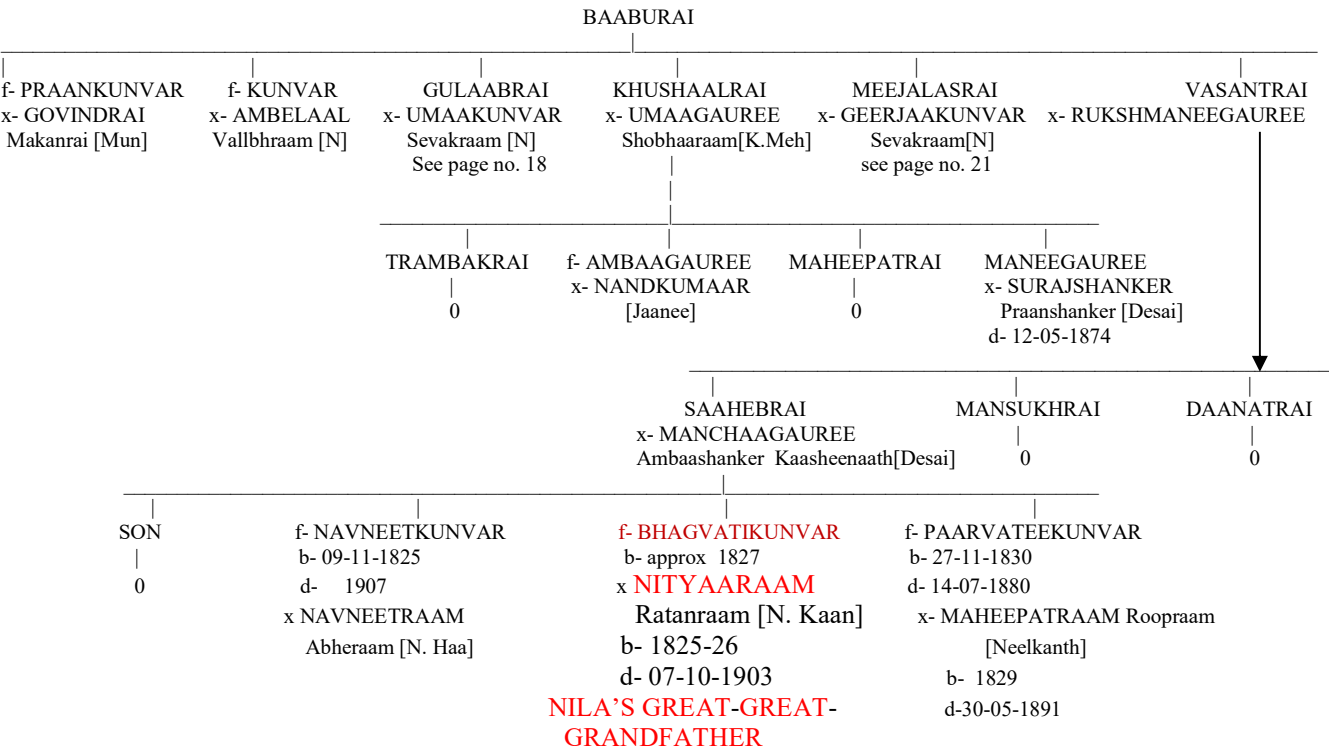 BAABURAI
f- PRAANKUNVAR f- KUNVAR GULAABRAI KHUSHAALRAI MEEJALASRAI VASANTRAI
x- GOVINDRAI x- AMBELAAL x- UMAAKUNVAR x- UMAAGAUREE x- GEERJAAKUNVAR x- RUKSHMANEEGAUREE
Makanrai [Mun] Vallbhraam [N] Sevakraam [N] Shobhaaraam[K.Meh] Sevakraam[N]
See page no. 18 see page no. 21
TRAMBAKRAI f- AMBAAGAUREE MAHEEPATRAI MANEEGAUREE
x- NANDKUMAAR x- SURAJSHANKER
0 [Jaanee] 0 Praanshanker [Desai]
d- 12-05-1874
SAAHEBRAI MANSUKHRAI DAANATRAI
x- MANCHAAGAUREE
Ambaashanker Kaasheenaath[Desai] 0 0
SON f- NAVNEETKUNVAR f- BHAGVATIKUNVAR f- PAARVATEEKUNVAR
b- 09-11-1825 b- approx 1827 b- 27-11-1830
0 d- 1907 x NITYAARAAM d- 14-07-1880
x NAVNEETRAAM Ratanraam [N. Kaan] x- MAHEEPATRAAM Roopraam
Abheraam [N. Haa] b- 1825-26 [Neelkanth]
d- 07-10-1903 b- 1829
NILA'S GREAT-GREAT- d-30-05-1891
GRANDFATHER